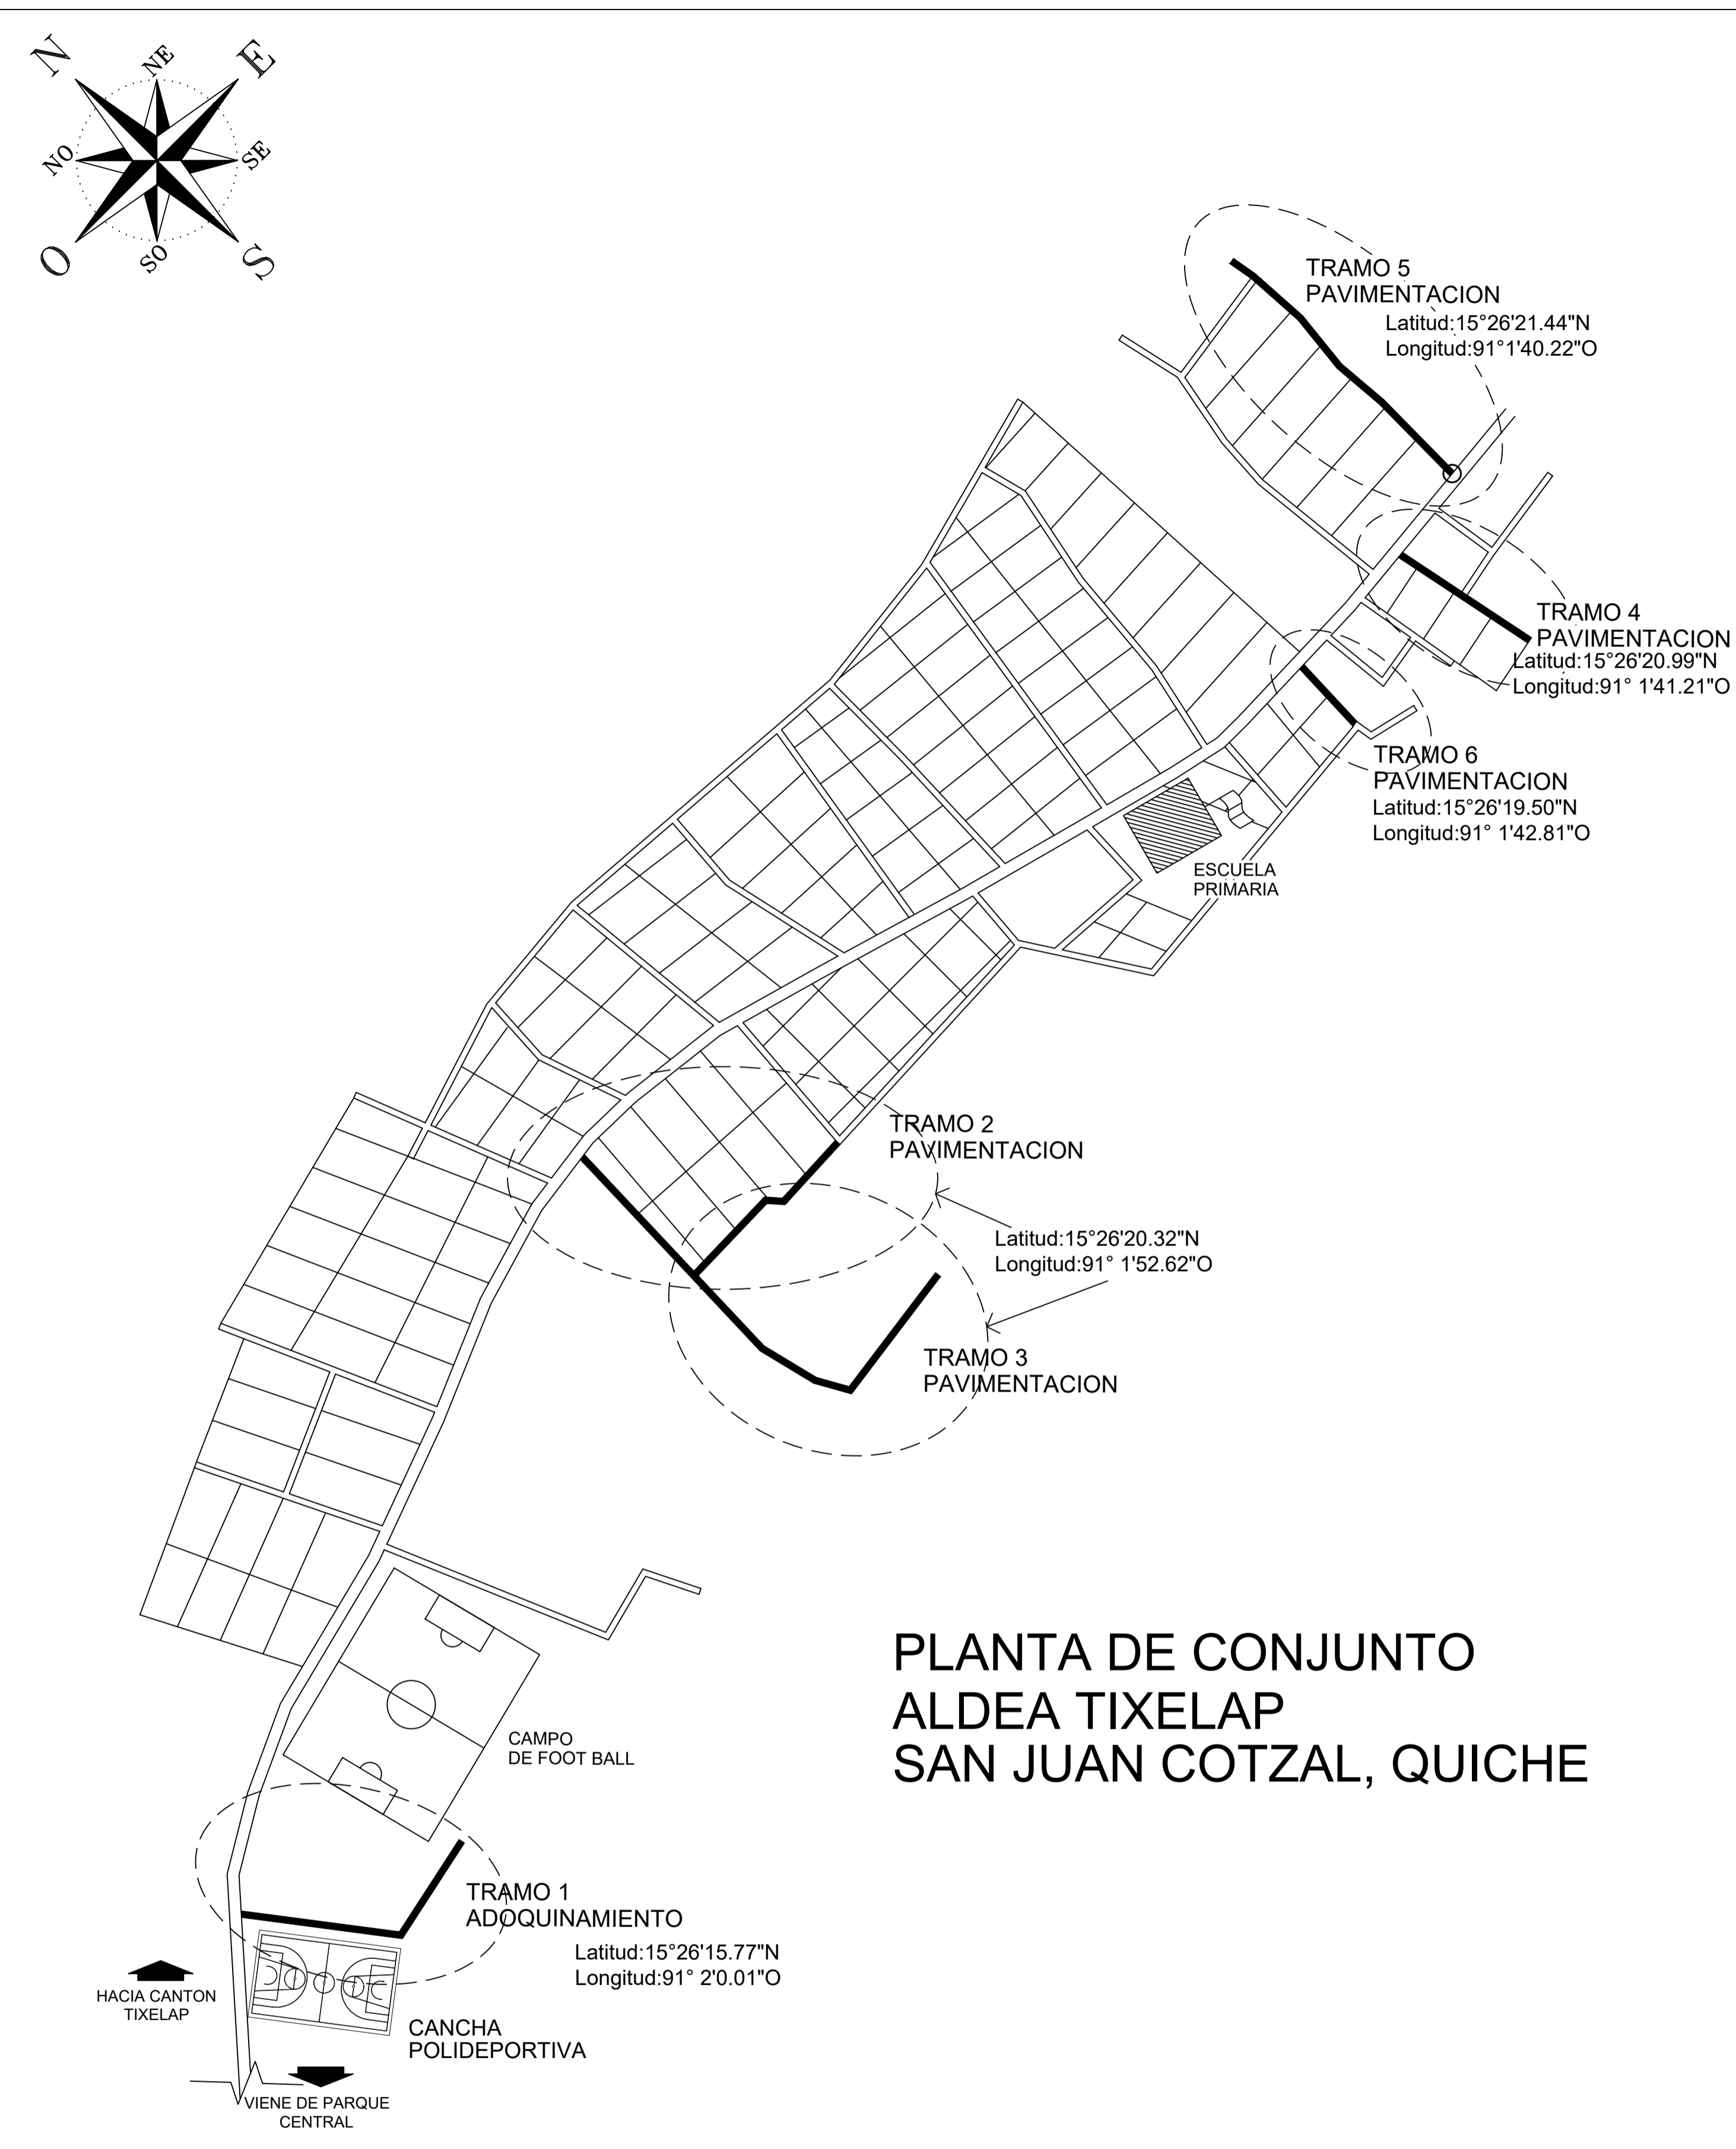 N
NE
E
NO
SE
O
SO
S
TRAMO 5
PAVIMENTACION
Latitud:15°26'21.44"N
Longitud:91°1'40.22"O
TRAMO 4
PAVIMENTACION
Latitud:15°26'20.99"N
Longitud:91° 1'41.21"O
TRAMO 6
PAVIMENTACION
Latitud:15°26'19.50"N
Longitud:91° 1'42.81"O
ESCUELA
PRIMARIA
TRAMO 2
PAVIMENTACION
Latitud:15°26'20.32"N
Longitud:91° 1'52.62"O
TRAMO 3
PAVIMENTACION
PLANTA DE CONJUNTO
ALDEA TIXELAP
SAN JUAN COTZAL, QUICHE
CAMPO
DE FOOT BALL
TRAMO 1
ADOQUINAMIENTO
Latitud:15°26'15.77"N
Longitud:91° 2'0.01"O
HACIA CANTON
TIXELAP
CANCHA
POLIDEPORTIVA
VIENE DE PARQUE
CENTRAL